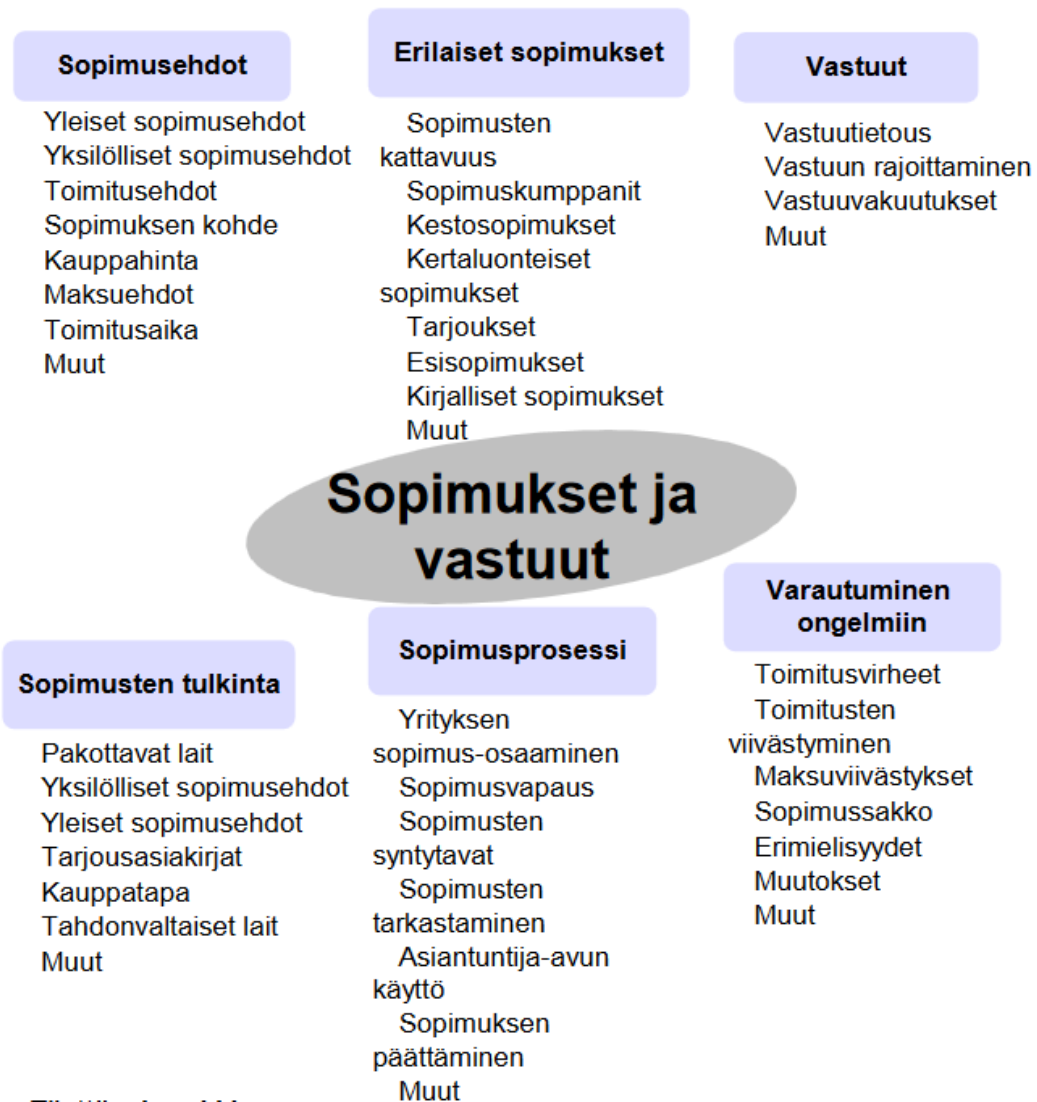 Sopimusehdot
Yleiset sopimusehdot
Yksilölliset sopimusehdot
Toimitusehdot
Sopimuksen kohde
Kauppahinta
Maksuehdot
Toimitusaika
Muut
Erilaiset sopimukset
Sopimusten
kattavuus
Sopimuskumppanit
Kestosopimukset
Kertaluonteiset
sopimukset
Tarjoukset
Esisopimukset
Kirjalliset sopimukset
Muut
Vastuut
Vastuutietous
Vastuun rajoittaminen
Vastuuvakuutukset
Muut
Sopimukset ja
vastuut
Sopimusten tulkinta
Pakottavat lait
Yksilölliset sopimusehdot
Yleiset sopimusehdot
Tarjousasiakirjat
Kauppatapa
Tahdonvaltaiset lait
Muut
Sopimusprosessi
Yrityksen
sopimus-osaaminen
Sopimusvapaus
Sopimusten
syntytavat
Sopimusten
tarkastaminen
Asiantuntija-avun
käyttö
Sopimuksen
päättäminen
Muut
Varautuminen
ongelmiin
Toimitusvirheet
Toimitusten
viivästyminen
Maksuviivästykset
Sopimussakko
Erimielisyydet
Muutokset
Muut